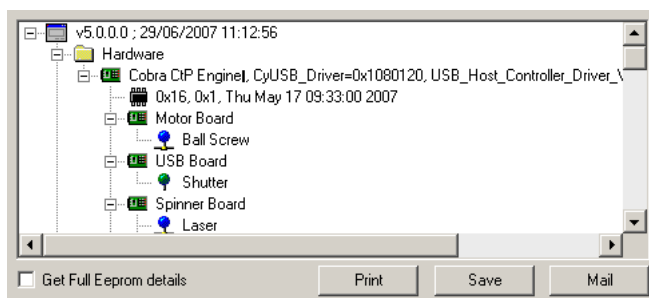 v5.0.0.0 ; 29/06/2007 11:12:56
Hardware
Cobra CtP Engine, CyUSB_Driver=0x1080120, USB_Host_Controller_Driver_\
0x16, 0x1, Thu May 17 09:33:00 2007
Motor Board
Ball Screw
USB Board
Shutter
Spinner Board
Laser
Get Full Eeprom details
Print
Save
Mail